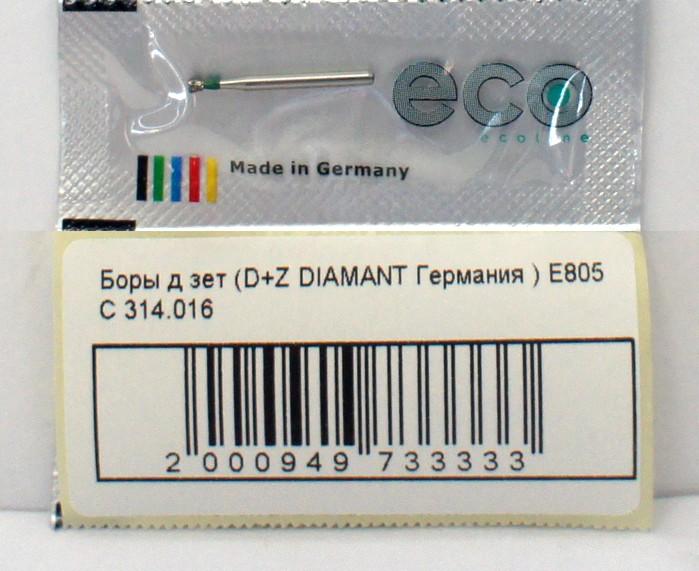 eco
ecoline
Made in Germany
Боры д зет (D+Z DIAMANT Германия ) E805
C 314.016
2 000949 733333